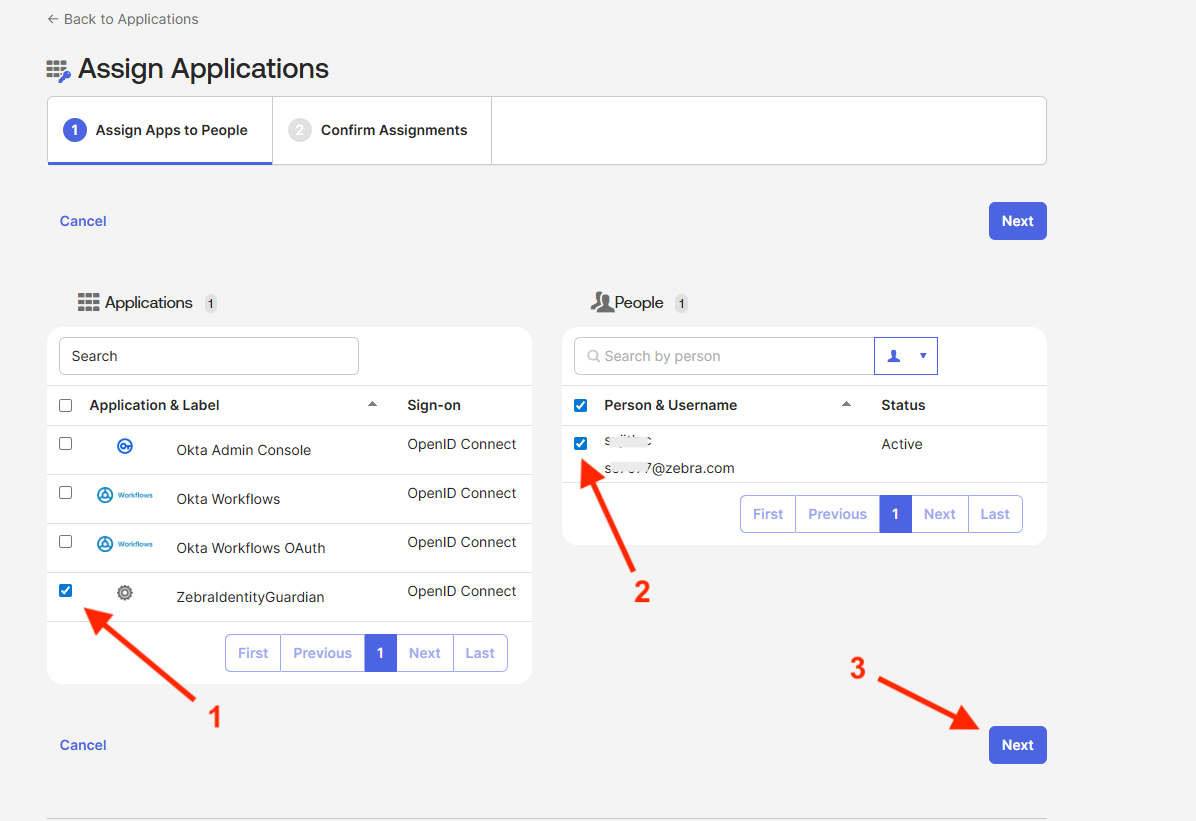 ← Back to Applications
Assign Applications
1 Assign Apps to People
2 Confirm Assignments
Cancel
Next
Applications 1
Search
Application & Label
Sign-on
Okta Admin Console
OpenID Connect
Workflows
Okta Workflows
OpenID Connect
Workflows
Okta Workflows OAuth
OpenID Connect
ZebraIdentityGuardian
OpenID Connect
First Previous 1 Next Last
1
People 1
Search by person
Person & Username
Status
Active
@zebra.com
First Previous 1 Next Last
2
3
Cancel
Next